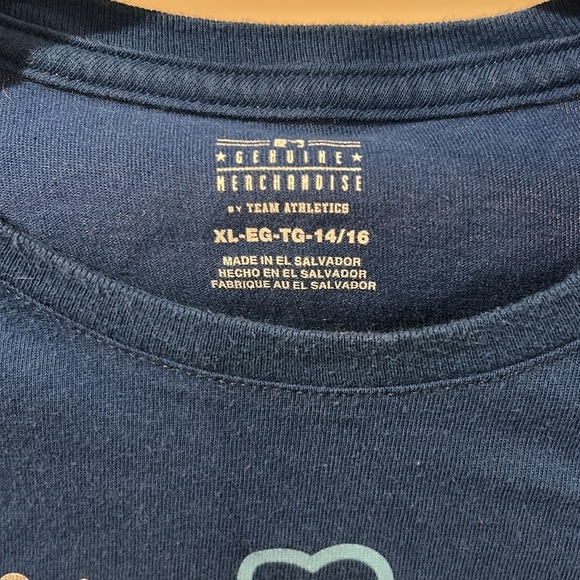 ★ GENUINE ★
MERCHANDISE
BY TEAM ATHLETICS
XL-EG-TG-14/16
MADE IN EL SALVADOR
HECHO EN EL SALVADOR
FABRIQUE AU EL SALVADOR